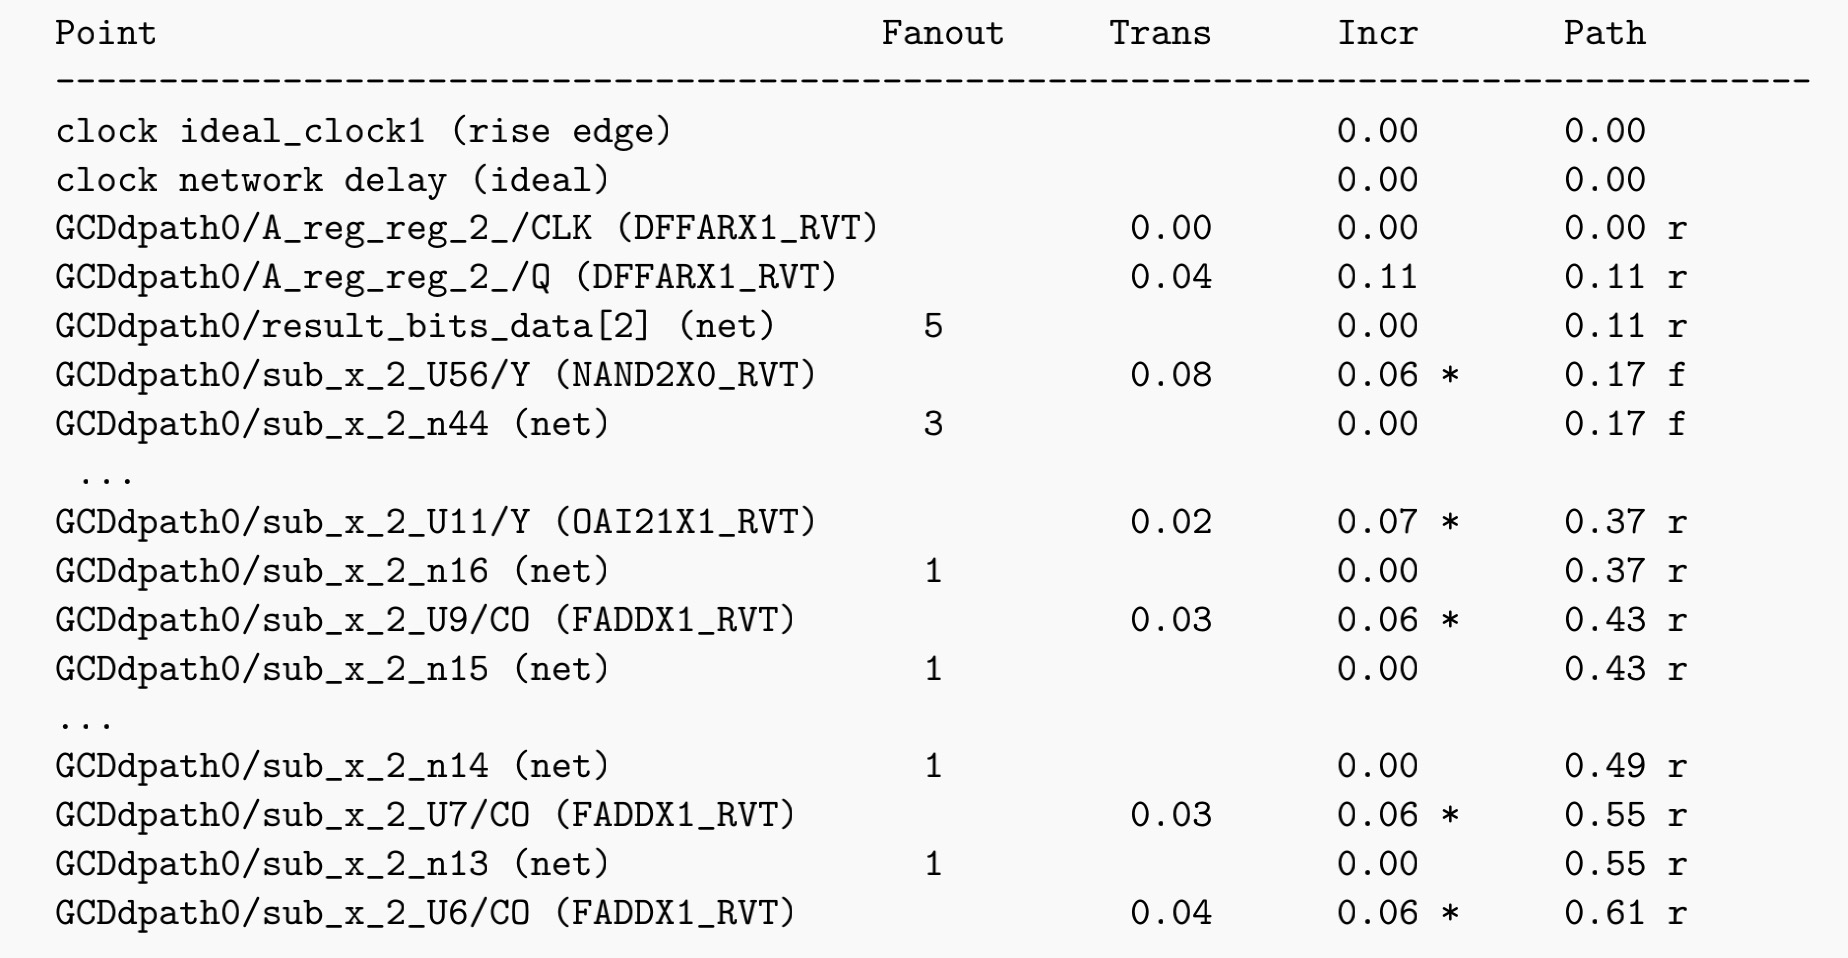 Point Fanout Trans Incr Path
-------------------------------------------------------------------------------------
clock ideal_clock1 (rise edge) 0.00 0.00
clock network delay (ideal) 0.00 0.00
GCDdpath0/A_reg_reg_2_/CLK (DFFARX1_RVT) 0.00 0.00 0.00 r
GCDdpath0/A_reg_reg_2_/Q (DFFARX1_RVT) 0.04 0.11 0.11 r
GCDdpath0/result_bits_data[2] (net) 5 0.00 0.11 r
GCDdpath0/sub_x_2_U56/Y (NAND2X0_RVT) 0.08 0.06 * 0.17 f
GCDdpath0/sub_x_2_n44 (net) 3 0.00 0.17 f
...
GCDdpath0/sub_x_2_U11/Y (OAI21X1_RVT) 0.02 0.07 * 0.37 r
GCDdpath0/sub_x_2_n16 (net) 1 0.00 0.37 r
GCDdpath0/sub_x_2_U9/CO (FADDX1_RVT) 0.03 0.06 * 0.43 r
GCDdpath0/sub_x_2_n15 (net) 1 0.00 0.43 r
...
GCDdpath0/sub_x_2_n14 (net) 1 0.00 0.49 r
GCDdpath0/sub_x_2_U7/CO (FADDX1_RVT) 0.03 0.06 * 0.55 r
GCDdpath0/sub_x_2_n13 (net) 1 0.00 0.55 r
GCDdpath0/sub_x_2_U6/CO (FADDX1_RVT) 0.04 0.06 * 0.61 r